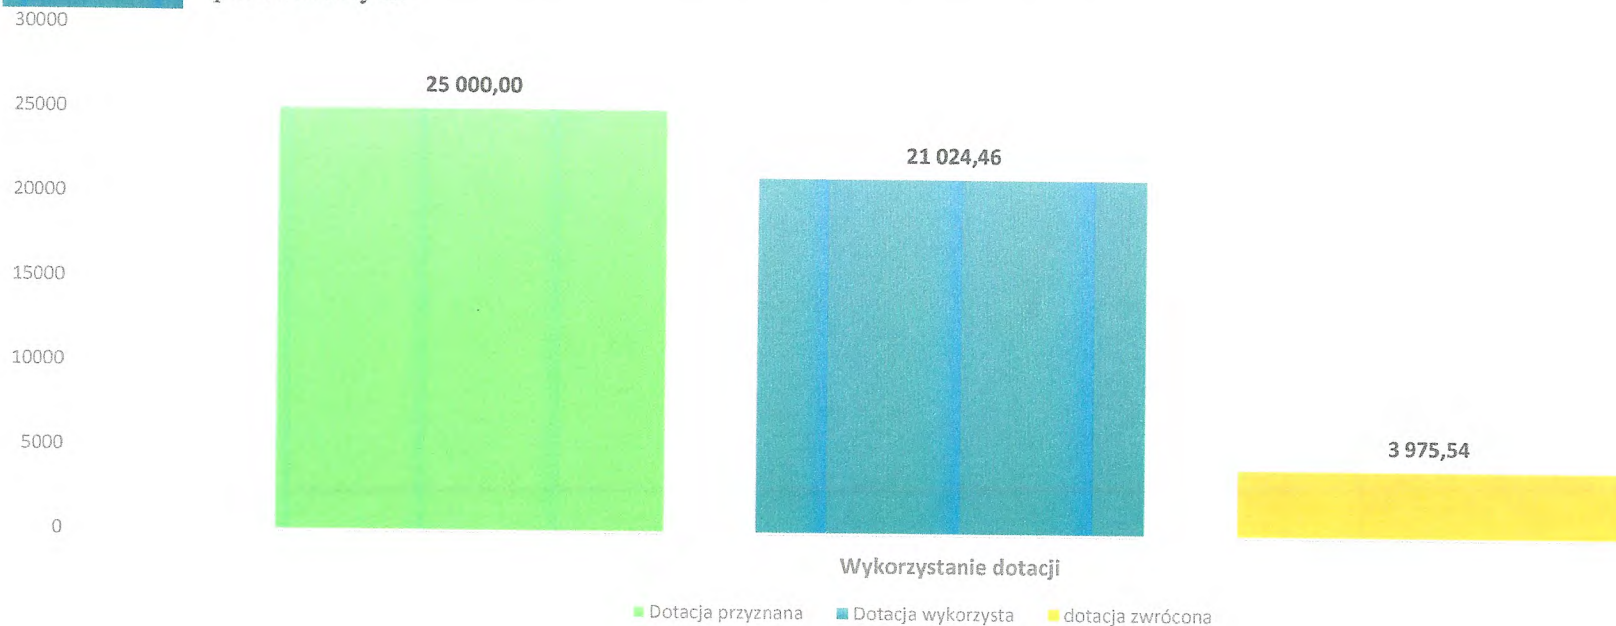 30000
25000
20000
15000
10000
5000
0
25 000,00
21 024,46
3 975,54
Wykorzystanie dotacji
Dotacja przyznana
Dotacja wykorzysta
dotacja zwrócona